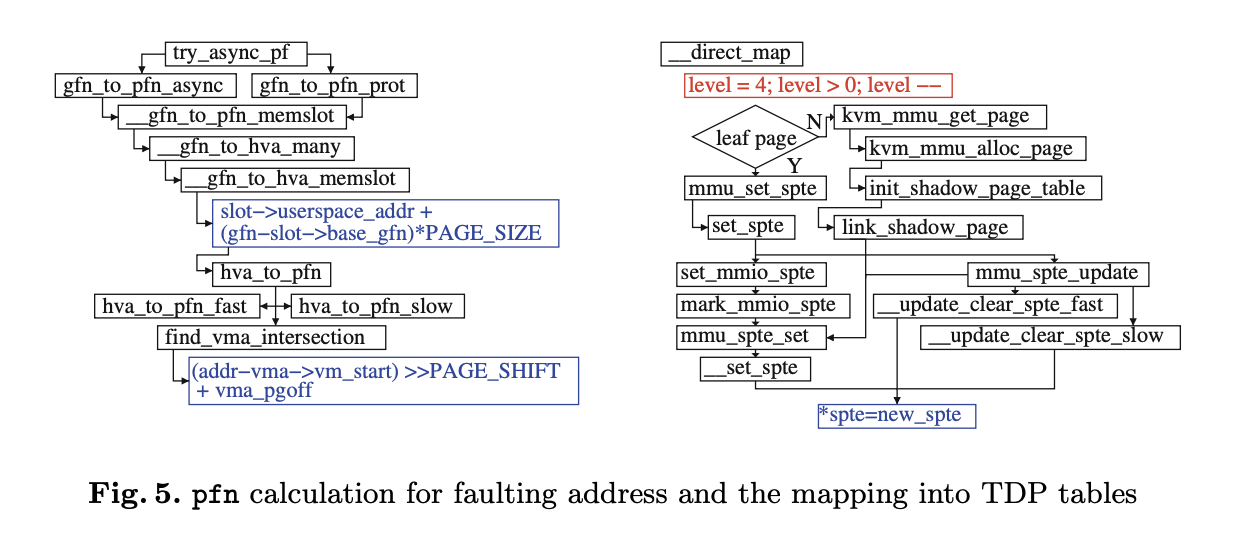 try_async_pf
gfn_to_pfn_async
gfn_to_pfn_prot
__gfn_to_pfn_memslot
__gfn_to_hva_many
__gfn_to_hva_memslot
slot−>userspace_addr +
(gfn−slot−>base_gfn)*PAGE_SIZE
hva_to_pfn
hva_to_pfn_fast
hva_to_pfn_slow
find_vma_intersection
(addr−vma−>vm_start) >>PAGE_SHIFT
+ vma_pgoff
__direct_map
level = 4; level > 0; level −−
leaf page
N
Y
kvm_mmu_get_page
kvm_mmu_alloc_page
init_shadow_page_table
link_shadow_page
mmu_set_spte
set_spte
set_mmio_spte
mark_mmio_spte
mmu_spte_set
__set_spte
mmu_spte_update
__update_clear_spte_fast
__update_clear_spte_slow
*spte=new_spte
Fig. 5. pfn calculation for faulting address and the mapping into TDP tables